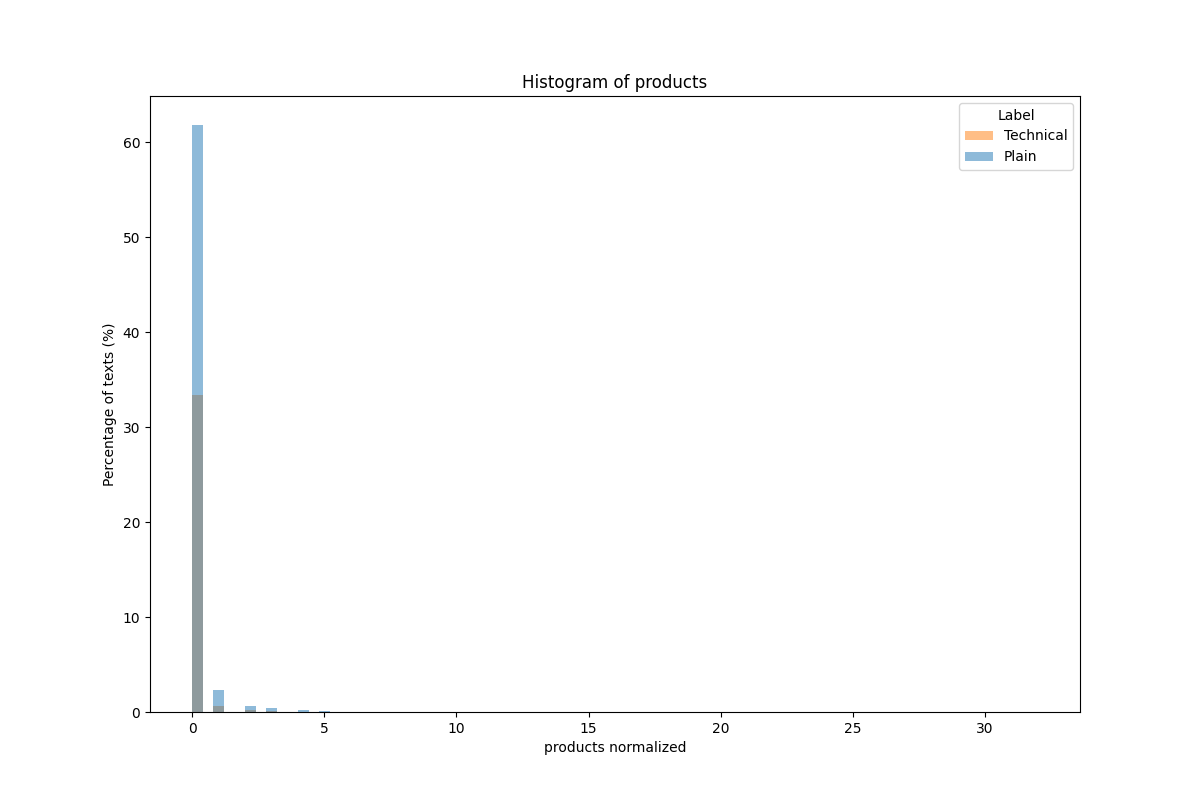 Histogram of products
Label
Technical
Plain
Percentage of texts (%)
60
50
40
30
20
10
0
0 5 10 15 20 25 30
products normalized